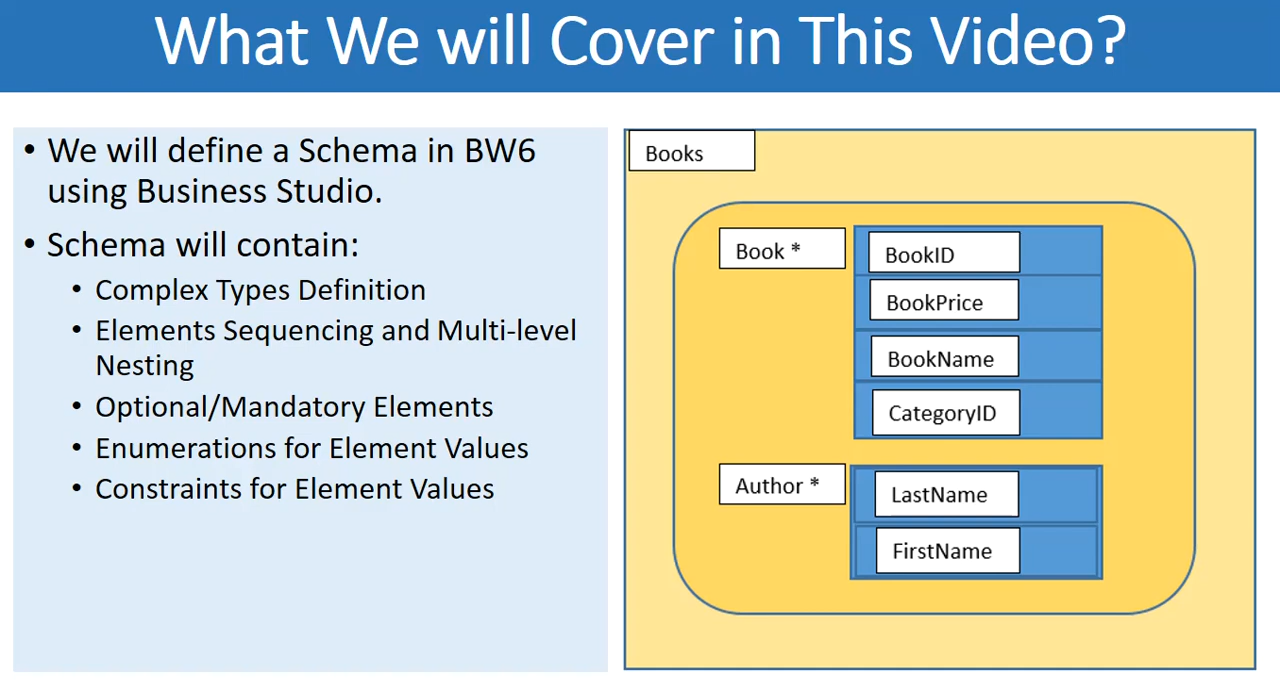 What We will Cover in This Video?
• We will define a Schema in BW6
using Business Studio.
• Schema will contain:
• Complex Types Definition
• Elements Sequencing and Multi-level
Nesting
• Optional/Mandatory Elements
• Enumerations for Element Values
• Constraints for Element Values
Books
Book *
BookID
BookPrice
BookName
CategoryID
Author *
LastName
FirstName